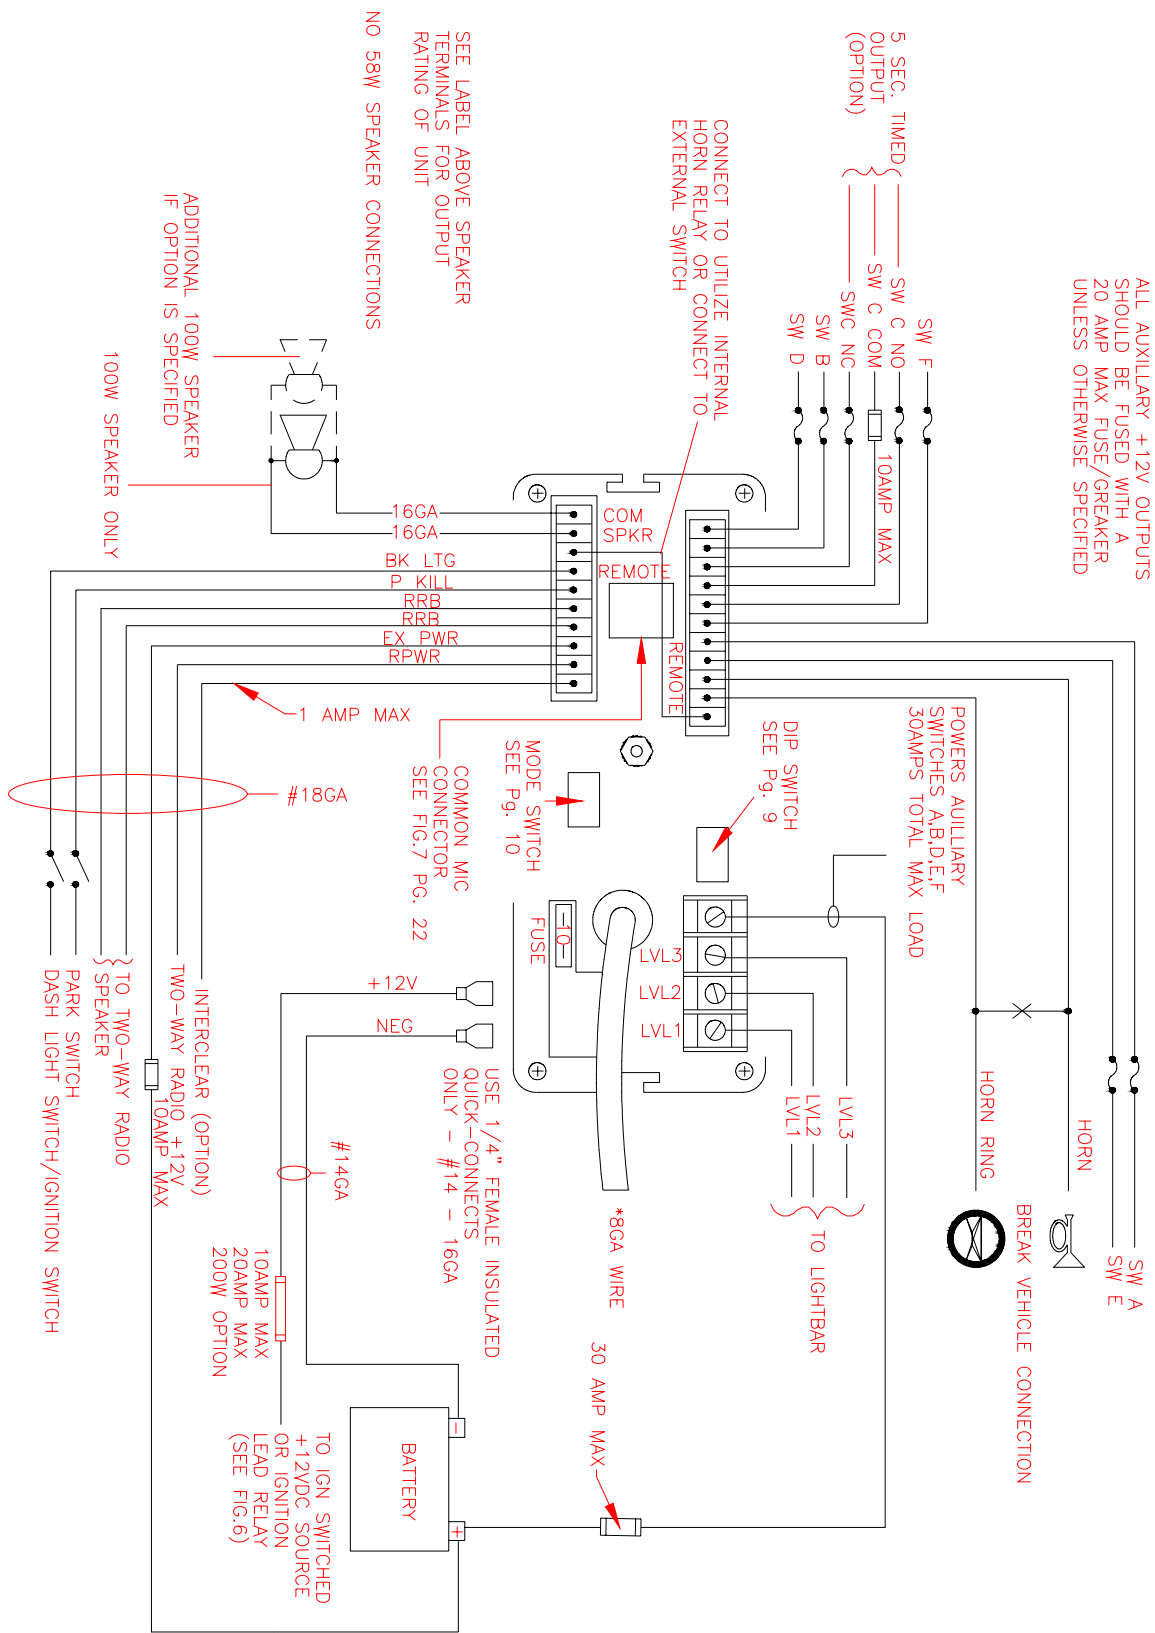 ALL AUXILLARY +12V OUTPUTS
SHOULD BE FUSED WITH A
20 AMP MAX FUSE/GREAKER
UNLESS OTHERWISE SPECIFIED
5 SEC. TIMED
OUTPUT
(OPTION)
SW F
SW C NO
SW C COM
SWC NC
SW B
SW D
10AMP MAX
CONNECT TO UTILIZE INTERNAL
HORN RELAY OR CONNECT TO
EXTERNAL SWITCH
SEE LABEL ABOVE SPEAKER
TERMINALS FOR OUTPUT
RATING OF UNIT
NO 58W SPEAKER CONNECTIONS
ADDITIONAL 100W SPEAKER
IF OPTION IS SPECIFIED
100W SPEAKER ONLY
16GA
16GA
BK LTG
P KILL
RRB
RRB
EX PWR
RPWR
COM
SPKR
REMOTE
REMOTE
1 AMP MAX
#18GA
COMMON MIC
CONNECTOR
SEE FIG.7 PG. 22
MODE SWITCH
SEE Pg. 10
DIP SWITCH
SEE Pg. 9
POWERS AUILLIARY
SWITCHES A,B,D,E,F
30AMPS TOTAL MAX LOAD
FUSE
10
LVL3
LVL2
LVL1
+12V
NEG
HORN RING
HORN
BREAK VEHICLE CONNECTION
SW A
SW E
LVL3
LVL2
LVL1
TO LIGHTBAR
*8GA WIRE
30 AMP MAX
USE 1/4" FEMALE INSULATED
QUICK-CONNECTS
ONLY - #14 - 16GA
#14GA
10AMP MAX
20AMP MAX
200W OPTION
INTERCLEAR (OPTION)
TWO-WAY RADIO +12V
10AMP MAX
TO TWO-WAY RADIO
SPEAKER
PARK SWITCH
DASH LIGHT SWITCH/IGNITION SWITCH
BATTERY
-
+
TO IGN SWITCHED
+12VDC SOURCE
OR IGNITION
LEAD RELAY
(SEE FIG.6)